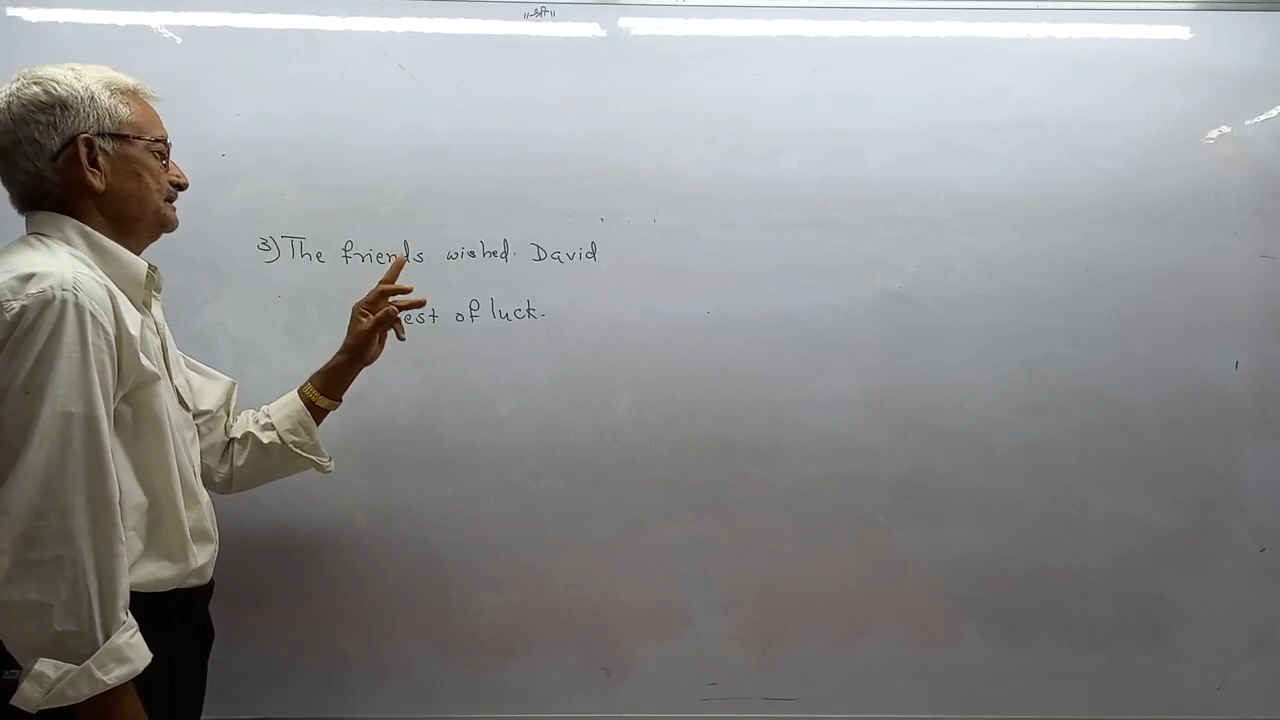 ॥श्री॥
3) The friends wished. David
est of luck.